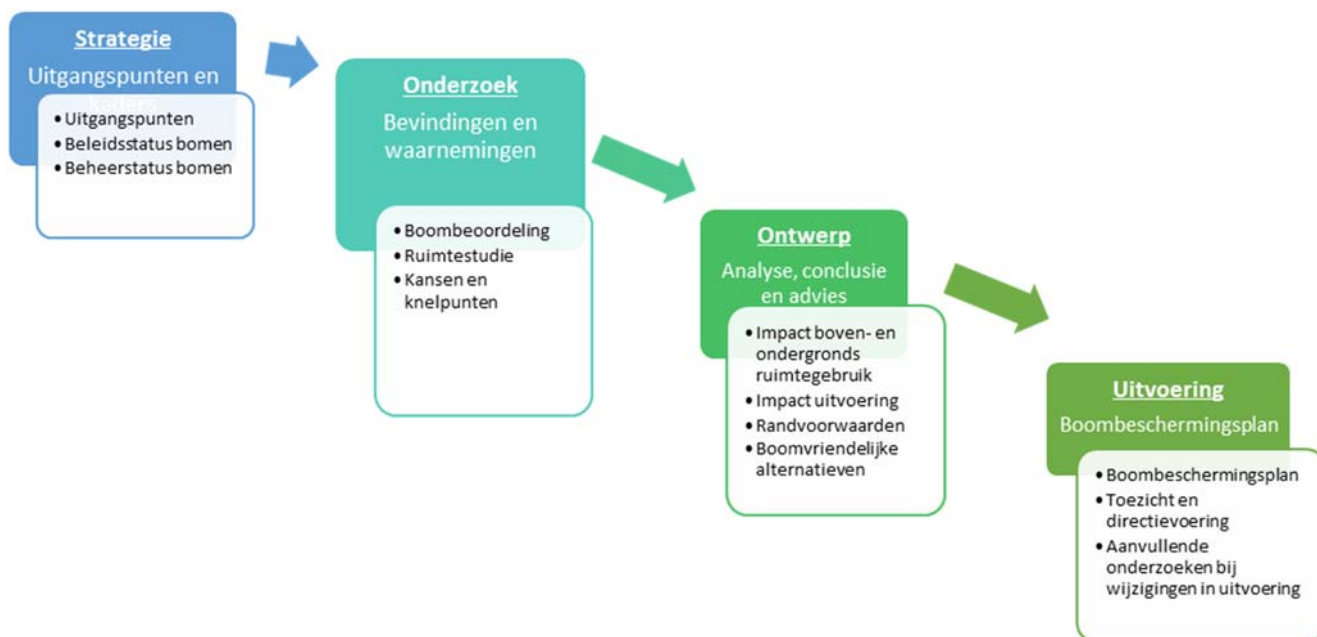 Strategie
Uitgangspunten en
kaders
• Uitgangspunten
• Beleidsstatus bomen
• Beheerstatus bomen
Onderzoek
Bevindingen en
waarnemingen
• Boombeoordeling
• Ruimtestudie
• Kansen en
knelpunten
Ontwerp
Analyse, conclusie
en advies
• Impact boven- en
ondergronds
ruimtegebruik
• Impact uitvoering
• Randvoorwaarden
• Boomvriendelijke
alternatieven
Uitvoering
Boombeschermingsplan
• Boombeschermingsplan
• Toezicht en
directievoering
• Aanvullende
onderzoeken bij
wijzigingen in uitvoering